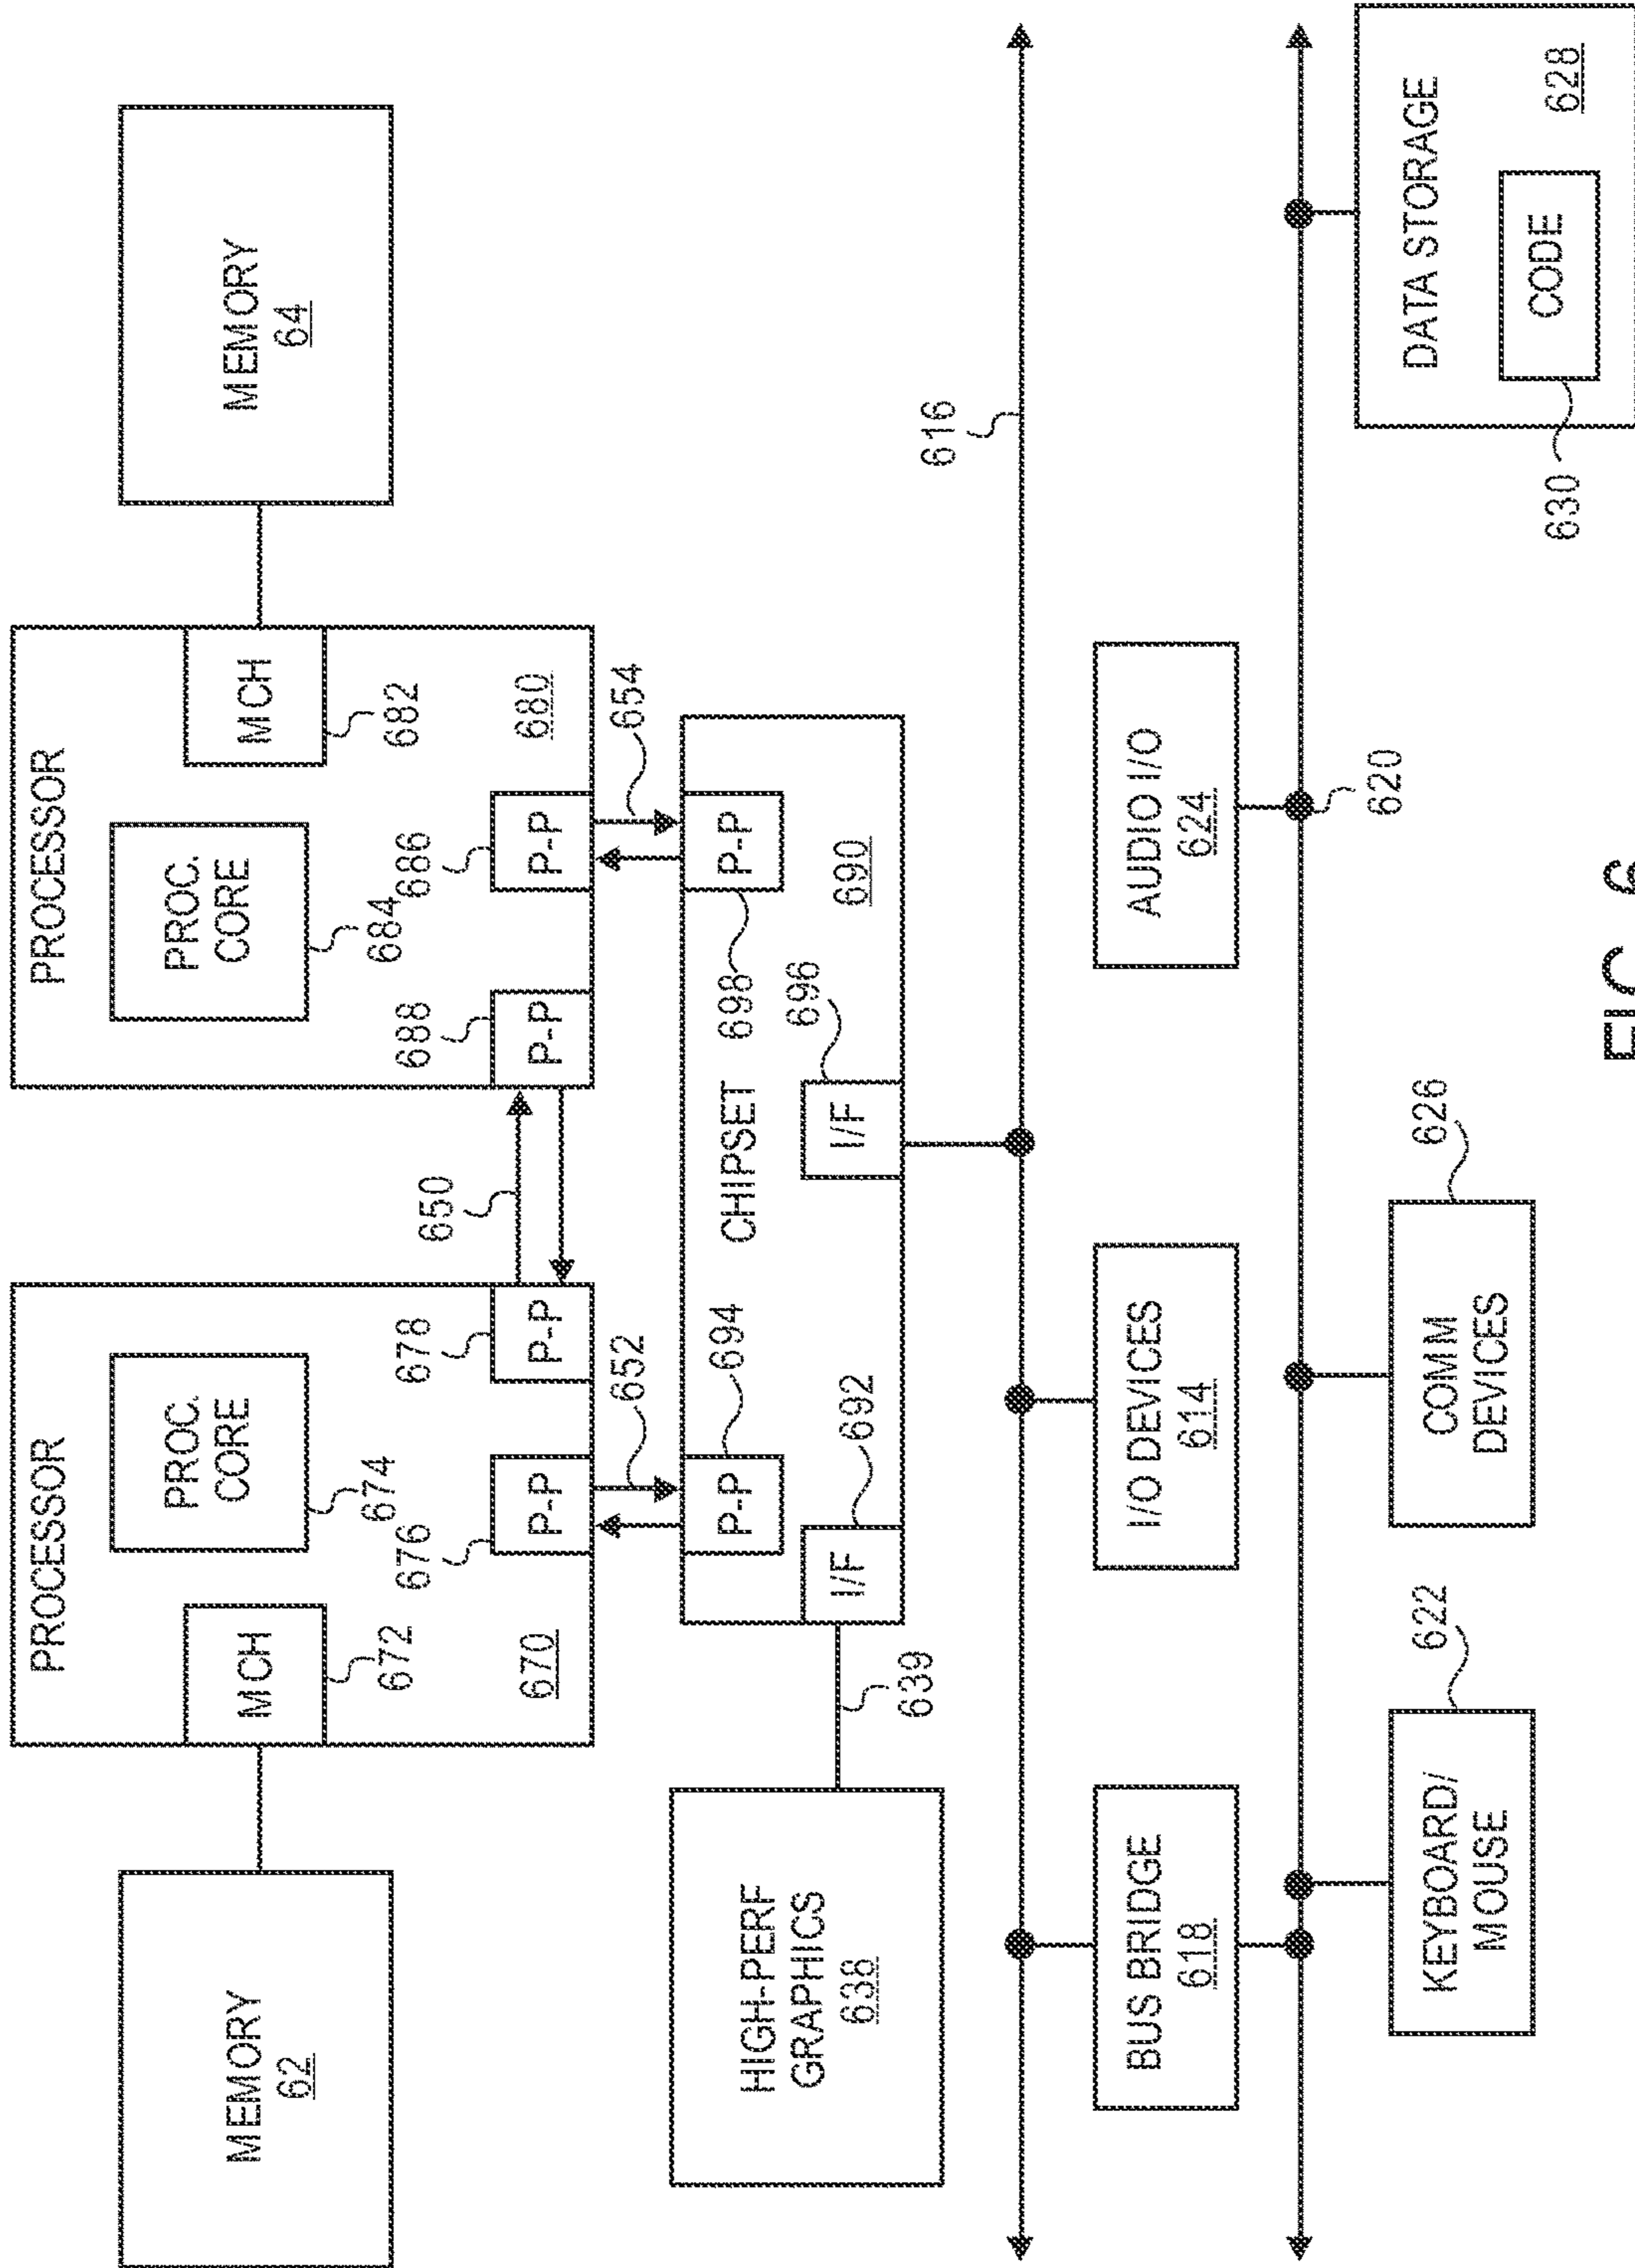 PROCESSOR
PROCESSOR
MEMORY
62
MCH
672
PROC.
CORE
674
670
676
P-P
678
P-P
650
688
P-P
PROC.
CORE
684
686
P-P
MCH
682
680
MEMORY
64
652
654
HIGH-PERF
GRAPHICS
638
639
P-P
694
I/F
692
CHIPSET
698
P-P
690
I/F
696
616
BUS BRIDGE
618
I/O DEVICES
614
AUDIO I/O
624
620
KEYBOARD/
MOUSE
622
COMM
DEVICES
626
DATA STORAGE
CODE
628
630
FIG. 6